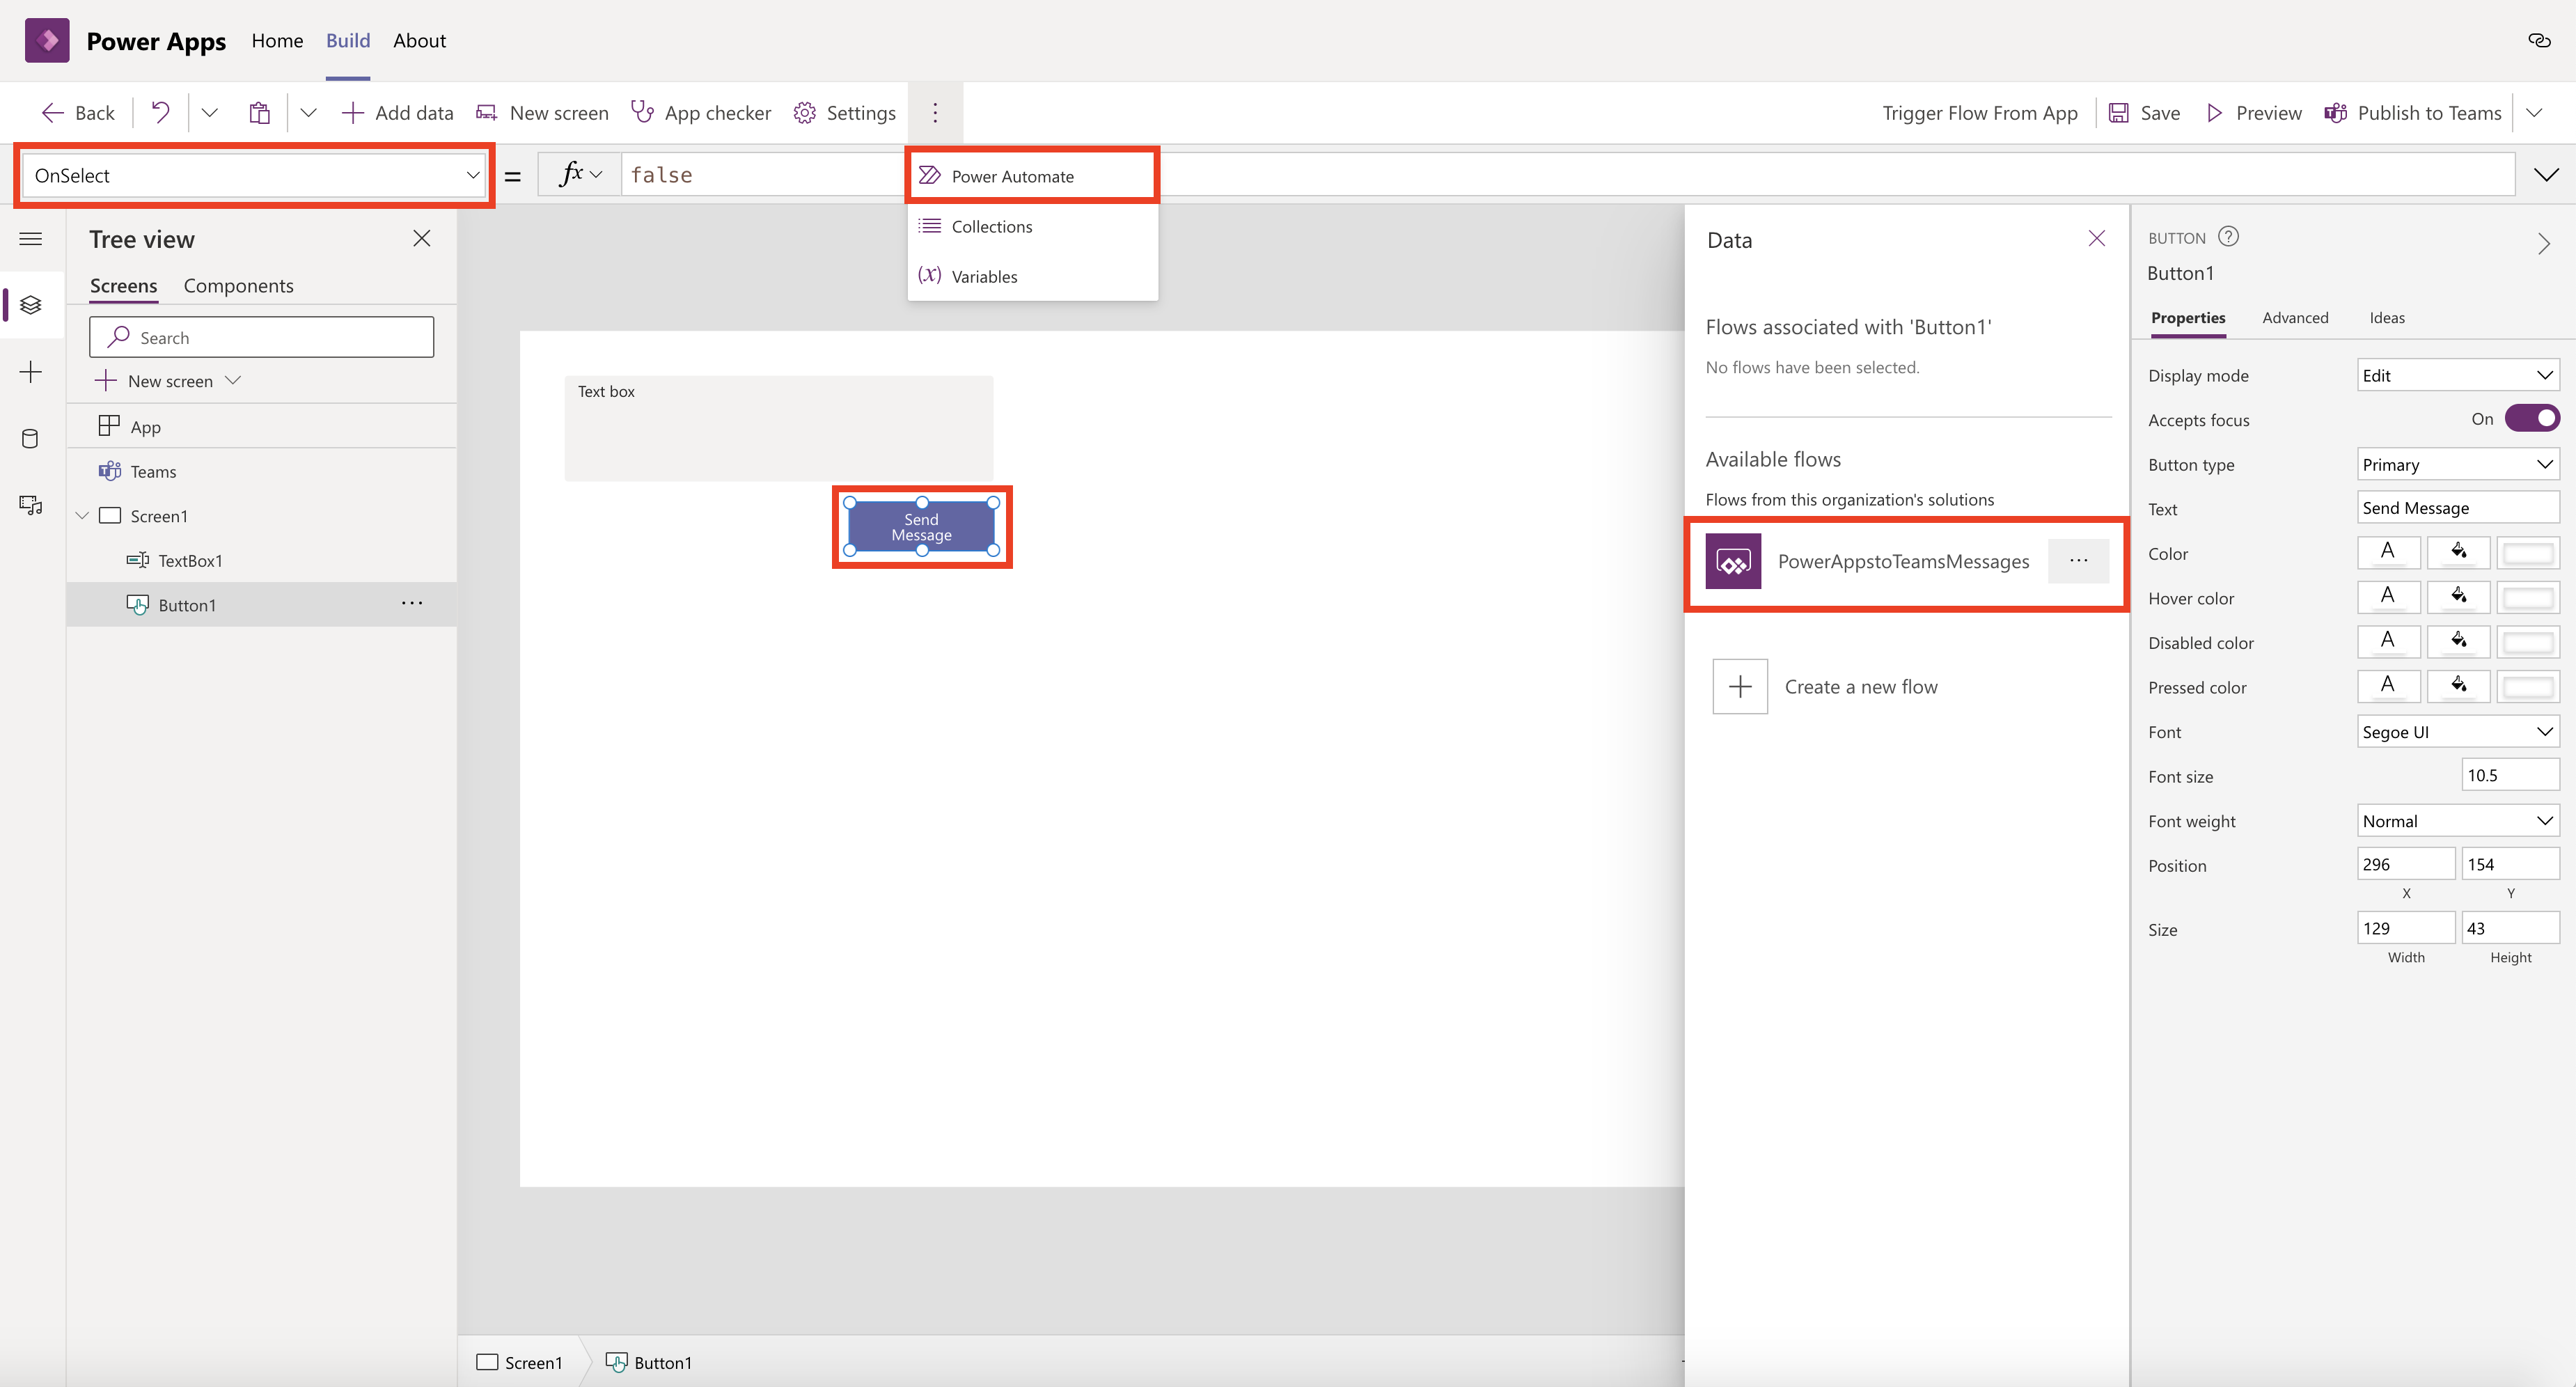 Power Apps Home Build About
Back Add data New screen App checker Settings Trigger Flow From App Save Preview Publish to Teams
OnSelect = fx false
Power Automate
Collections
Variables
Tree view
Screens Components
Search
New screen
App
Teams
Screen1
TextBox1
Button1
Text box
Send
Message
Screen1 Button1
Data
Flows associated with 'Button1'
No flows have been selected.
Available flows
Flows from this organization's solutions
PowerAppstoTeamsMessages
Create a new flow
BUTTON
Button1
Properties Advanced Ideas
Display mode Edit
Accepts focus On
Button type Primary
Text Send Message
Color A
Hover color A
Disabled color A
Pressed color A
Font Segoe UI
Font size 10.5
Font weight Normal
Position 296 154
X Y
Size 129 43
Width Height